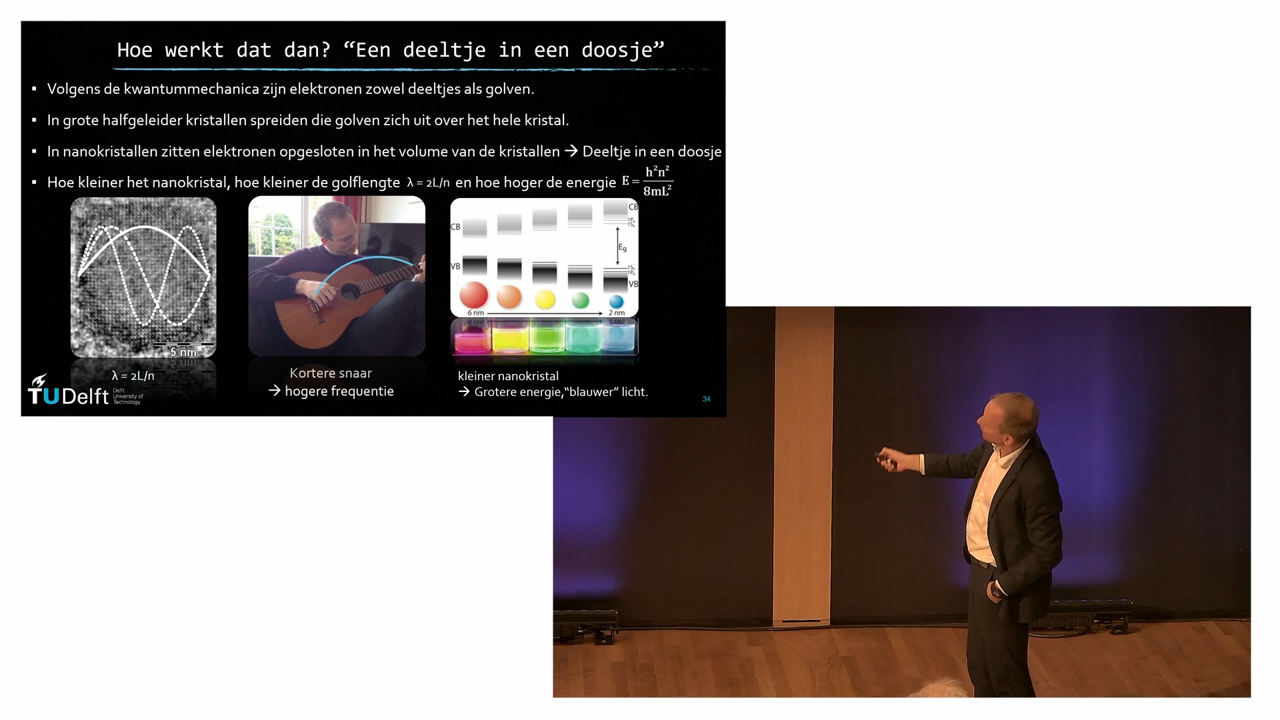 Hoe werkt dat dan? “Een deeltje in een doosje”
▪ Volgens de kwantummechanica zijn elektronen zowel deeltjes als golven.
▪ In grote halfgeleider kristallen spreiden die golven zich uit over het hele kristal.
▪ In nanokristallen zitten elektronen opgesloten in het volume van de kristallen → Deeltje in een doosje
▪ Hoe kleiner het nanokristal, hoe kleiner de golflengte λ = 2L/n en hoe hoger de energie E = h²n²/8mL²
5 nm
λ = 2L/n
Kortere snaar
→ hogere frequentie
CB
CB
Eg
VB
VB
6 nm
2 nm
kleiner nanokristal
→ Grotere energie,“blauwer” licht.
TUDelft
Delft
University of
Technology
34